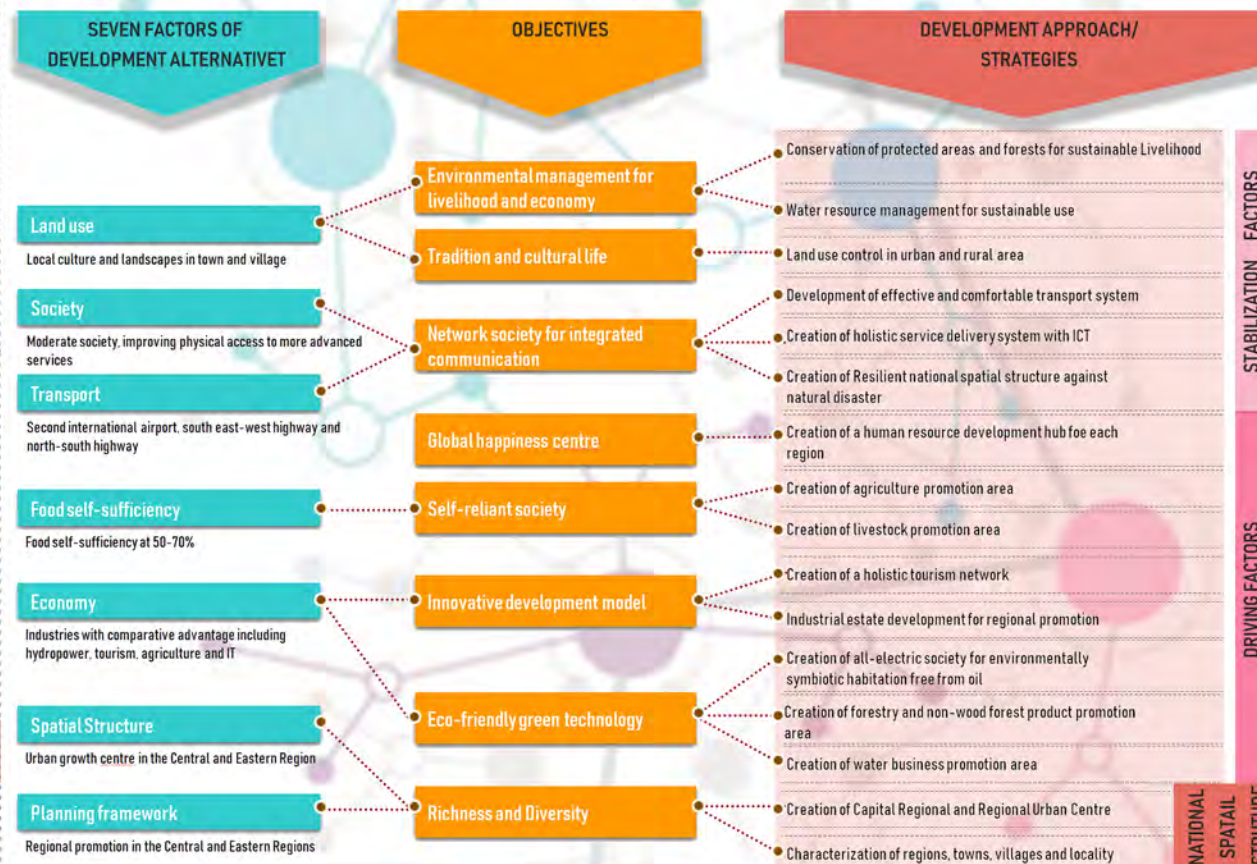 SEVEN FACTORS OF
DEVELOPMENT ALTERNATIVET
OBJECTIVES
DEVELOPMENT APPROACH/
STRATEGIES
Land use
Local culture and landscapes in town and village
Society
Moderate society, improving physical access to more advanced
services
Transport
Second international airport, south east-west highway and
north-south highway
Food self-sufficiency
Food self-sufficiency at 50-70%
Economy
Industries with comparative advantage including
hydropower, tourism, agriculture and IT
Spatial Structure
Urban growth centre in the Central and Eastern Region
Planning framework
Regional promotion in the Central and Eastern Regions
Environmental management for
livelihood and economy
Tradition and cultural life
Network society for integrated
communication
Global happiness centre
Self-reliant society
Innovative development model
Eco-friendly green technology
Richness and Diversity
Conservation of protected areas and forests for sustainable Livelihood
Water resource management for sustainable use
Land use control in urban and rural area
Development of effective and comfortable transport system
Creation of holistic service delivery system with ICT
Creation of Resilient national spatial structure against
natural disaster
Creation of a human resource development hub foe each
region
Creation of agriculture promotion area
Creation of livestock promotion area
Creation of a holistic tourism network
Industrial estate development for regional promotion
Creation of all-electric society for environmentally
symbiotic habitation free from oil
Creation of forestry and non-wood forest product promotion
area
Creation of water business promotion area
Creation of Capital Regional and Regional Urban Centre
Characterization of regions, towns, villages and locality
STABILIZATION FACTORS
DRIVING FACTORS
NATIONAL
SPATAIL